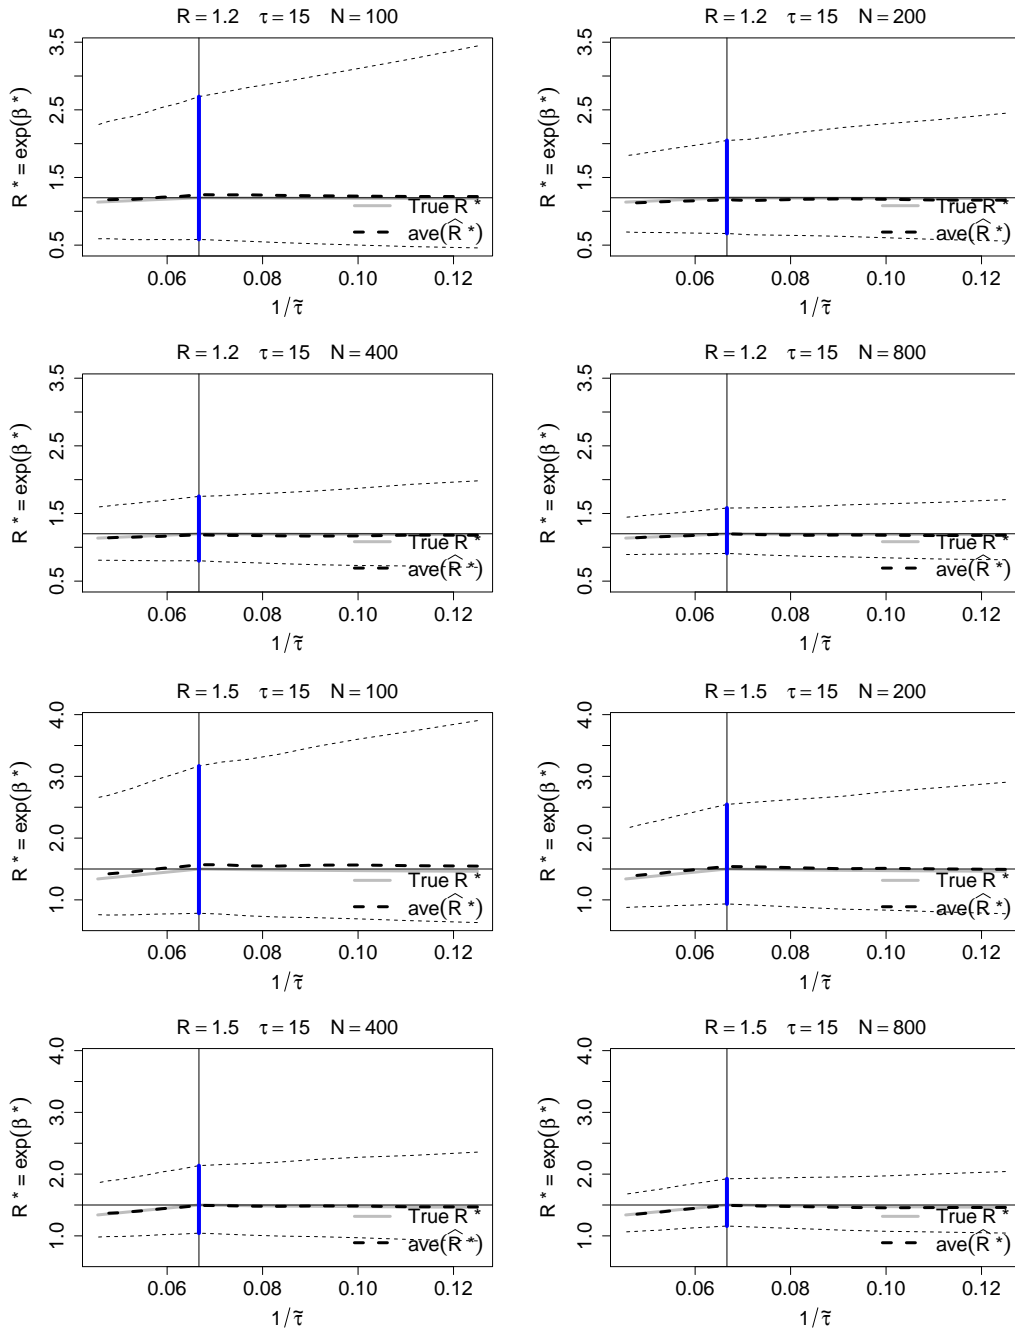 R = 1.2 τ = 15 N = 100
R * = exp(β *)
3.5
2.5
1.5
0.5
True R *
ave(R̂ *)
0.06 0.08 0.10 0.12
1/τ̃
R = 1.2 τ = 15 N = 200
R * = exp(β *)
3.5
2.5
1.5
0.5
True R *
ave(R̂ *)
0.06 0.08 0.10 0.12
1/τ̃
R = 1.2 τ = 15 N = 400
R * = exp(β *)
3.5
2.5
1.5
0.5
True R *
ave(R̂ *)
0.06 0.08 0.10 0.12
1/τ̃
R = 1.2 τ = 15 N = 800
R * = exp(β *)
3.5
2.5
1.5
0.5
True R *
ave(R̂ *)
0.06 0.08 0.10 0.12
1/τ̃
R = 1.5 τ = 15 N = 100
R * = exp(β *)
4.0
3.0
2.0
1.0
True R *
ave(R̂ *)
0.06 0.08 0.10 0.12
1/τ̃
R = 1.5 τ = 15 N = 200
R * = exp(β *)
4.0
3.0
2.0
1.0
True R *
ave(R̂ *)
0.06 0.08 0.10 0.12
1/τ̃
R = 1.5 τ = 15 N = 400
R * = exp(β *)
4.0
3.0
2.0
1.0
True R *
ave(R̂ *)
0.06 0.08 0.10 0.12
1/τ̃
R = 1.5 τ = 15 N = 800
R * = exp(β *)
4.0
3.0
2.0
1.0
True R *
ave(R̂ *)
0.06 0.08 0.10 0.12
1/τ̃